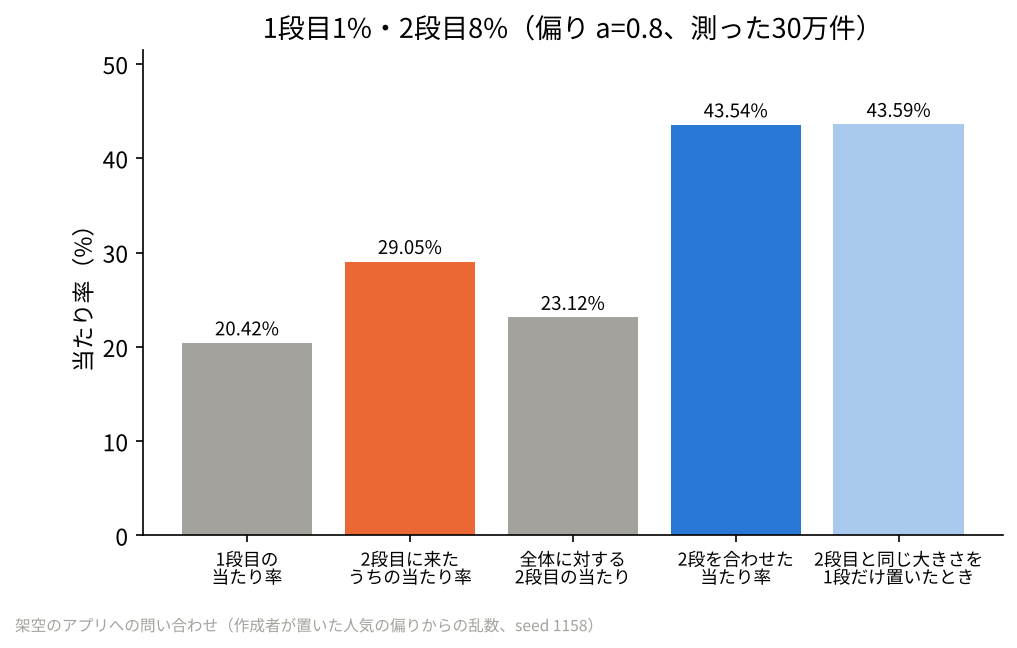 1段目1%・2段目8%（偏り a=0.8、測った30万件）
当たり率（%）
50
40
30
20
10
0
20.42%
29.05%
23.12%
43.54%
43.59%
1段目の
当たり率
2段目に来た
うちの当たり率
全体に対する
2段目の当たり
2段を合わせた
当たり率
2段目と同じ大きさを
1段だけ置いたとき
架空のアプリへの問い合わせ（作成者が置いた人気の偏りからの乱数、seed 1158）